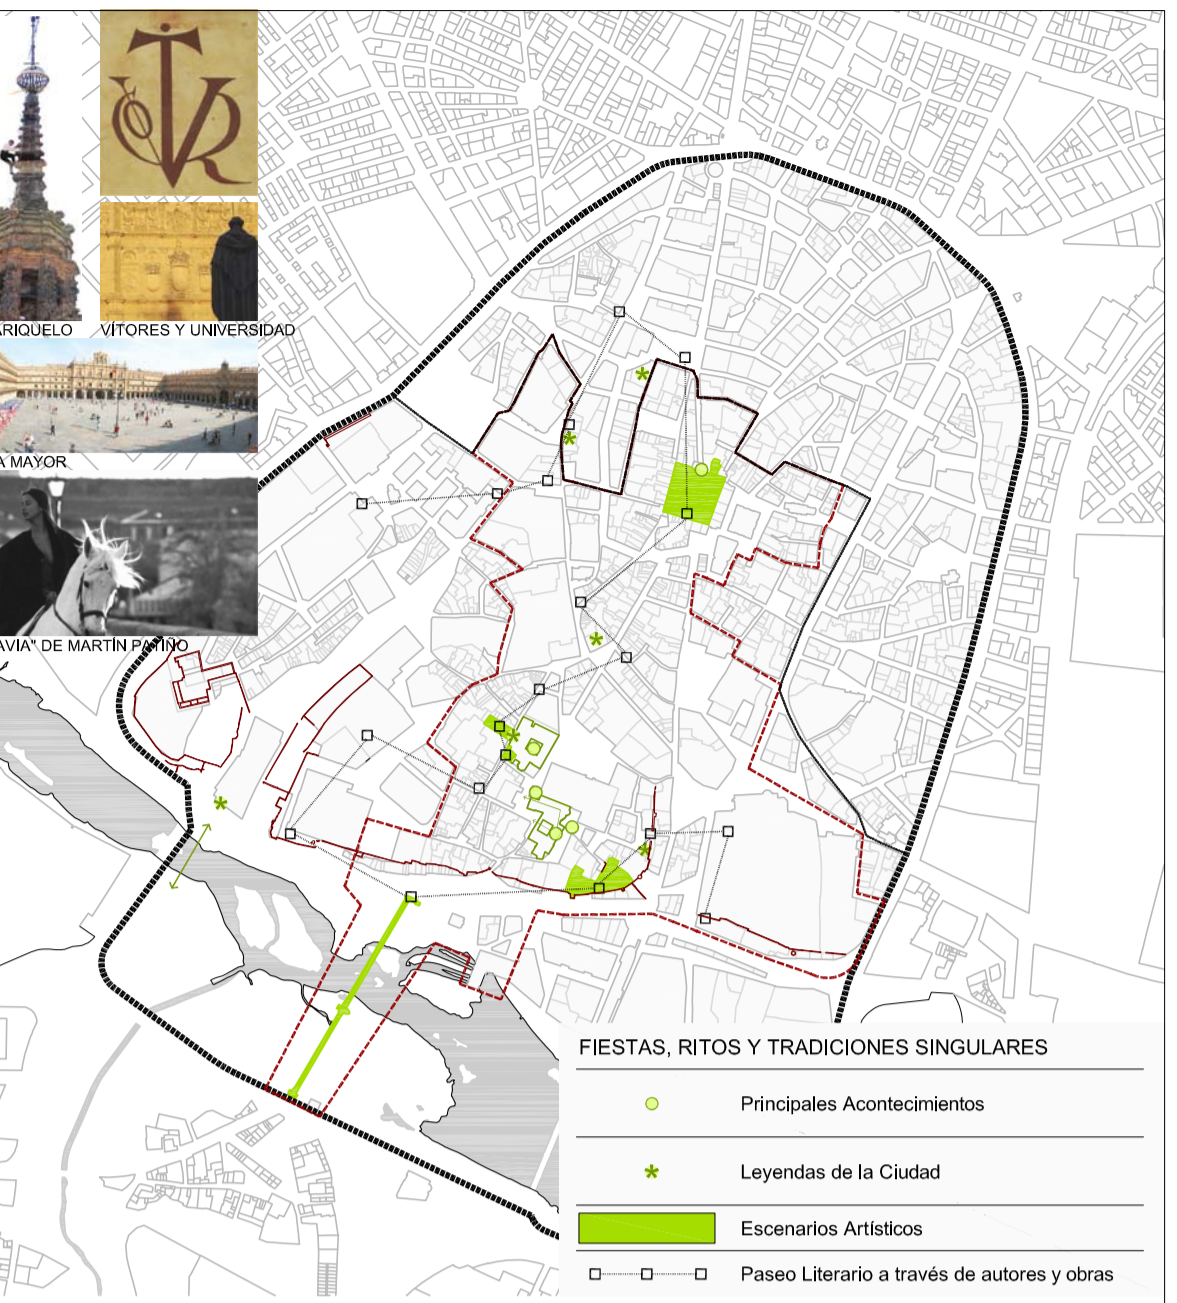 ARIQUELO
VÍTORES Y UNIVERSIDAD
A MAYOR
AVIA" DE MARTÍN PATIÑO
FIESTAS, RITOS Y TRADICIONES SINGULARES
Principales Acontecimientos
Leyendas de la Ciudad
Escenarios Artísticos
Paseo Literario a través de autores y obras